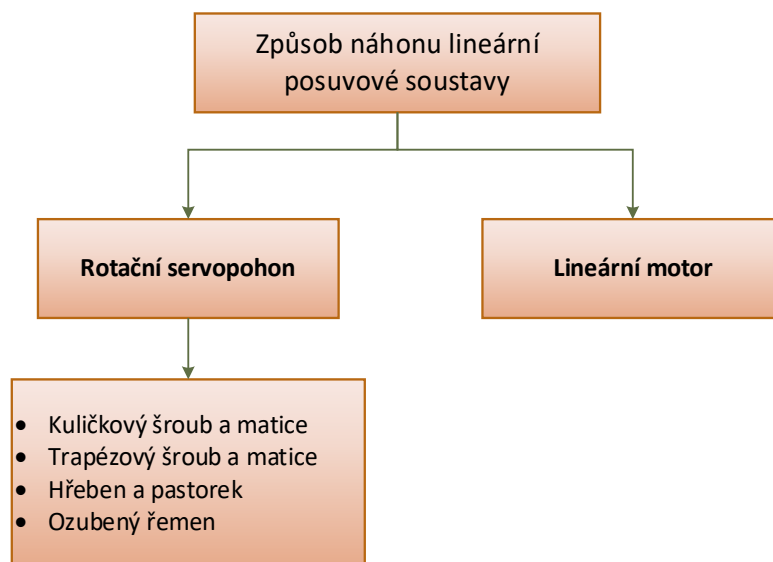 Způsob náhonu lineární
posuvové soustavy
Rotační servopohon
Lineární motor
• Kuličkový šroub a matice
• Trapézový šroub a matice
• Hřeben a pastorek
• Ozubený řemen